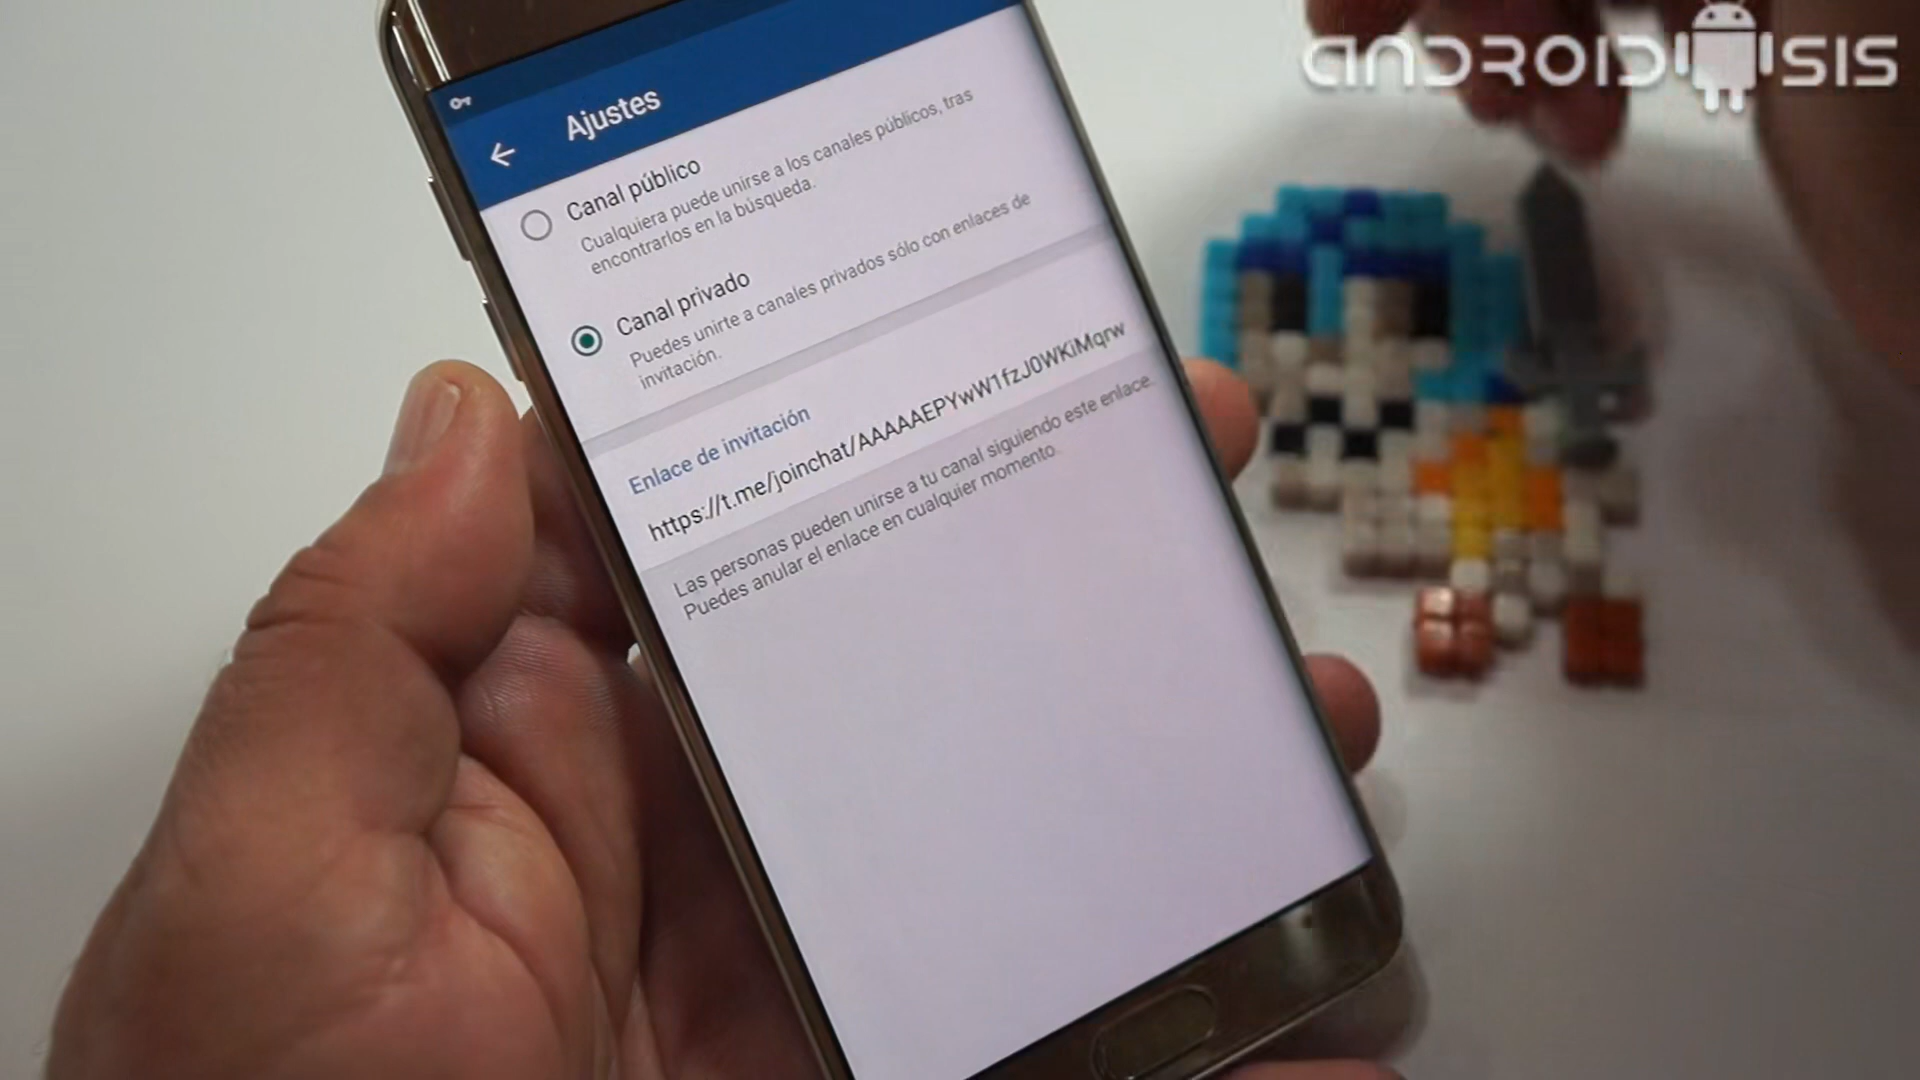 ANDROIDSIS
Ajustes
Canal público
Cualquiera puede unirse a los canales públicos, tras
encontrarlos en la búsqueda.
Canal privado
Puedes unirte a canales privados sólo con enlaces de
invitación.
Enlace de invitación
https://t.me/joinchat/AAAAAEPYwW1fzJ0WKiMqrw
Las personas pueden unirse a tu canal siguiendo este enlace.
Puedes anular el enlace en cualquier momento.